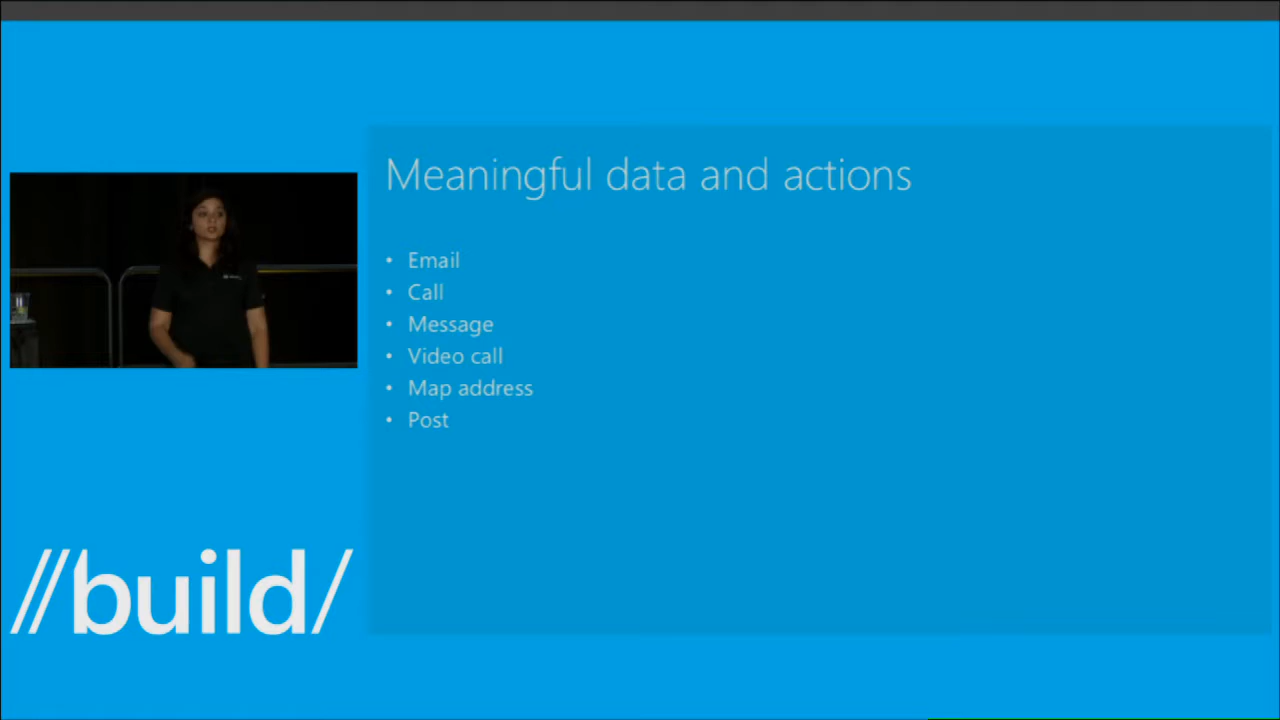 Meaningful data and actions
• Email
• Call
• Message
• Video call
• Map address
• Post
//build/